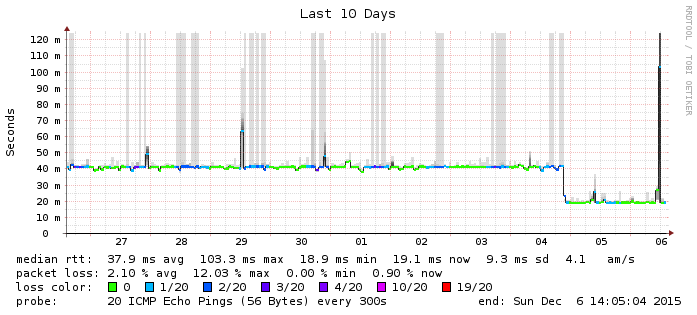 Last 10 Days
RRDTOOL / TOBI OETIKER
Seconds
120 m
110 m
100 m
90 m
80 m
70 m
60 m
50 m
40 m
30 m
20 m
10 m
0 m
27 28 29 30 01 02 03 04 05 06
median rtt: 37.9 ms avg 103.3 ms max 18.9 ms min 19.1 ms now 9.3 ms sd 4.1 am/s
packet loss: 2.10 % avg 12.03 % max 0.00 % min 0.90 % now
loss color: 0 1/20 2/20 3/20 4/20 10/20 19/20
probe: 20 ICMP Echo Pings (56 Bytes) every 300s end: Sun Dec 6 14:05:04 2015